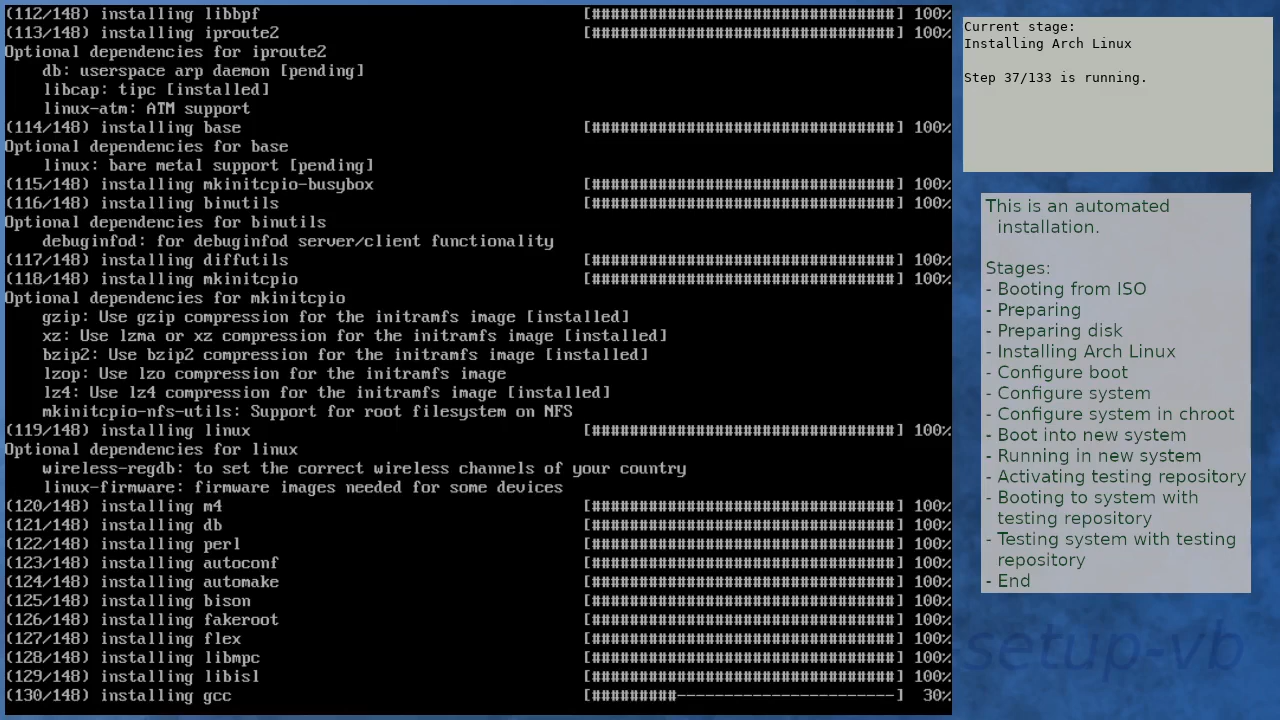 (112/148) installing libbpf [################################] 100%
(113/148) installing iproute2 [################################] 100%
Optional dependencies for iproute2
db: userspace arp daemon [pending]
libcap: tipc [installed]
linux-atm: ATM support
(114/148) installing base [################################] 100%
Optional dependencies for base
linux: bare metal support [pending]
(115/148) installing mkinitcpio-busybox [################################] 100%
(116/148) installing binutils [################################] 100%
Optional dependencies for binutils
debuginfod: for debuginfod server/client functionality
(117/148) installing diffutils [################################] 100%
(118/148) installing mkinitcpio [################################] 100%
Optional dependencies for mkinitcpio
gzip: Use gzip compression for the initramfs image [installed]
xz: Use lzma or xz compression for the initramfs image [installed]
bzip2: Use bzip2 compression for the initramfs image [installed]
lzop: Use lzo compression for the initramfs image
lz4: Use lz4 compression for the initramfs image [installed]
mkinitcpio-nfs-utils: Support for root filesystem on NFS
(119/148) installing linux [################################] 100%
Optional dependencies for linux
wireless-regdb: to set the correct wireless channels of your country
linux-firmware: firmware images needed for some devices
(120/148) installing m4 [################################] 100%
(121/148) installing db [################################] 100%
(122/148) installing perl [################################] 100%
(123/148) installing autoconf [################################] 100%
(124/148) installing automake [################################] 100%
(125/148) installing bison [################################] 100%
(126/148) installing fakeroot [################################] 100%
(127/148) installing flex [################################] 100%
(128/148) installing libmpc [################################] 100%
(129/148) installing libisl [################################] 100%
(130/148) installing gcc [#########-----------------------] 30%
Current stage:
Installing Arch Linux
Step 37/133 is running.
This is an automated
installation.
Stages:
- Booting from ISO
- Preparing
- Preparing disk
- Installing Arch Linux
- Configure boot
- Configure system
- Configure system in chroot
- Boot into new system
- Running in new system
- Activating testing repository
- Booting to system with
testing repository
- Testing system with testing
repository
- End
setup-vb